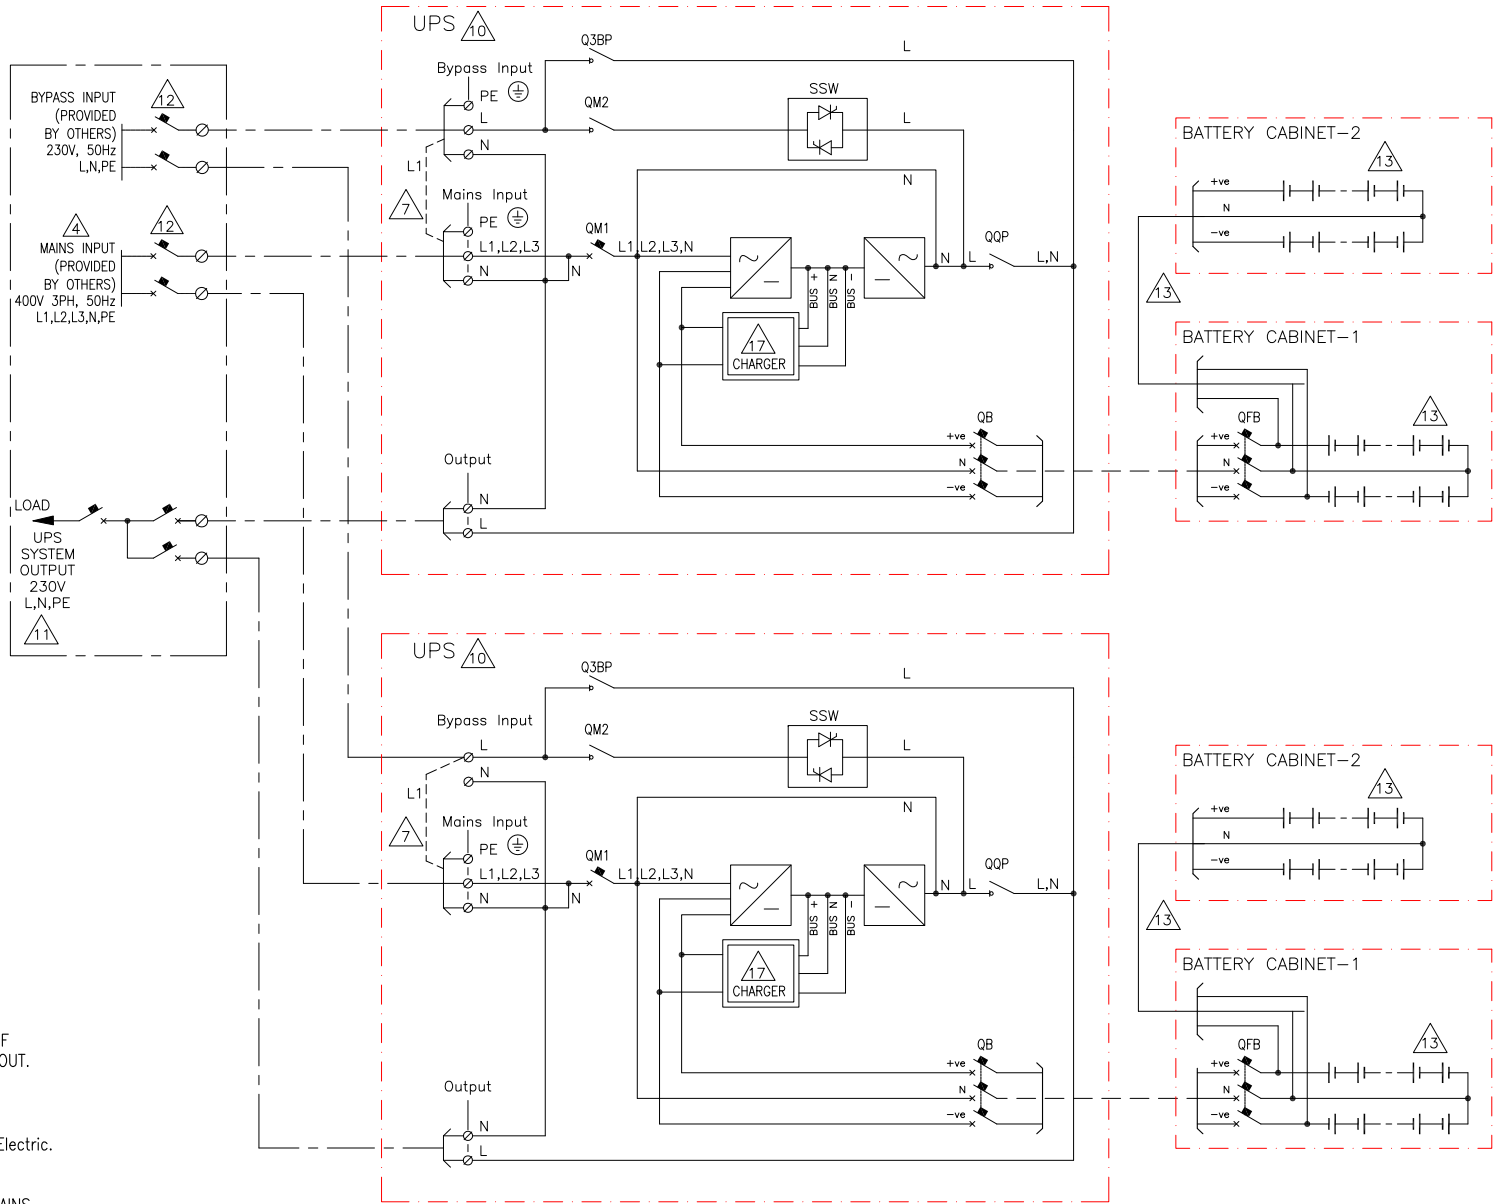 BYPASS INPUT
(PROVIDED
BY OTHERS)
230V, 50Hz
L,N,PE
12
4
MAINS INPUT
(PROVIDED
BY OTHERS)
400V 3PH, 50Hz
L1,L2,L3,N,PE
12
LOAD
UPS
SYSTEM
OUTPUT
230V
L,N,PE
11
UPS 10
Bypass Input
PE
L
N
L1
7
Mains Input
PE
L1,L2,L3
N
N
Q3BP
L
QM2
SSW
L
N
QM1
L1,L2,L3,N
BUS +
BUS N
BUS -
N
L
QQP
L,N
17
CHARGER
QB
+ve
N
-ve
Output
N
L
BATTERY CABINET-2
13
+ve
N
-ve
13
BATTERY CABINET-1
QFB
13
+ve
N
-ve
UPS 10
Bypass Input
L
N
L1
7
Mains Input
PE
L1,L2,L3
N
N
Q3BP
L
QM2
SSW
L
N
QM1
L1,L2,L3,N
BUS +
BUS N
BUS -
N
L
QQP
L,N
17
CHARGER
QB
+ve
N
-ve
Output
N
L
BATTERY CABINET-2
13
+ve
N
-ve
13
BATTERY CABINET-1
QFB
13
+ve
N
-ve
F
OUT.
Electric.